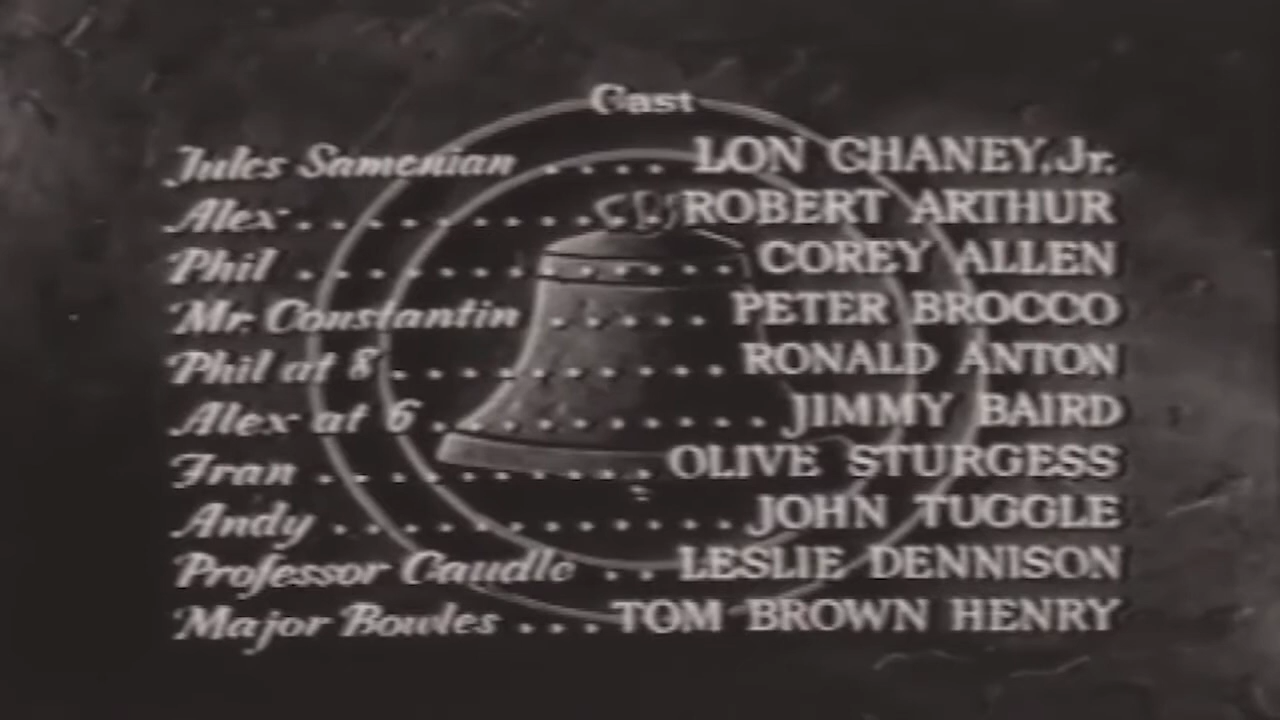 Cast
Jules Samenian .... LON CHANEY, Jr.
Alex ............ ROBERT ARTHUR
Phil .............. COREY ALLEN
Mr. Constantin ..... PETER BROCCO
Phil at 8 ........... RONALD ANTON
Alex at 6 ........... JIMMY BAIRD
Fran ........... OLIVE STURGESS
Andy ............. JOHN TUGGLE
Professor Caudle .. LESLIE DENNISON
Major Bowles ... TOM BROWN HENRY